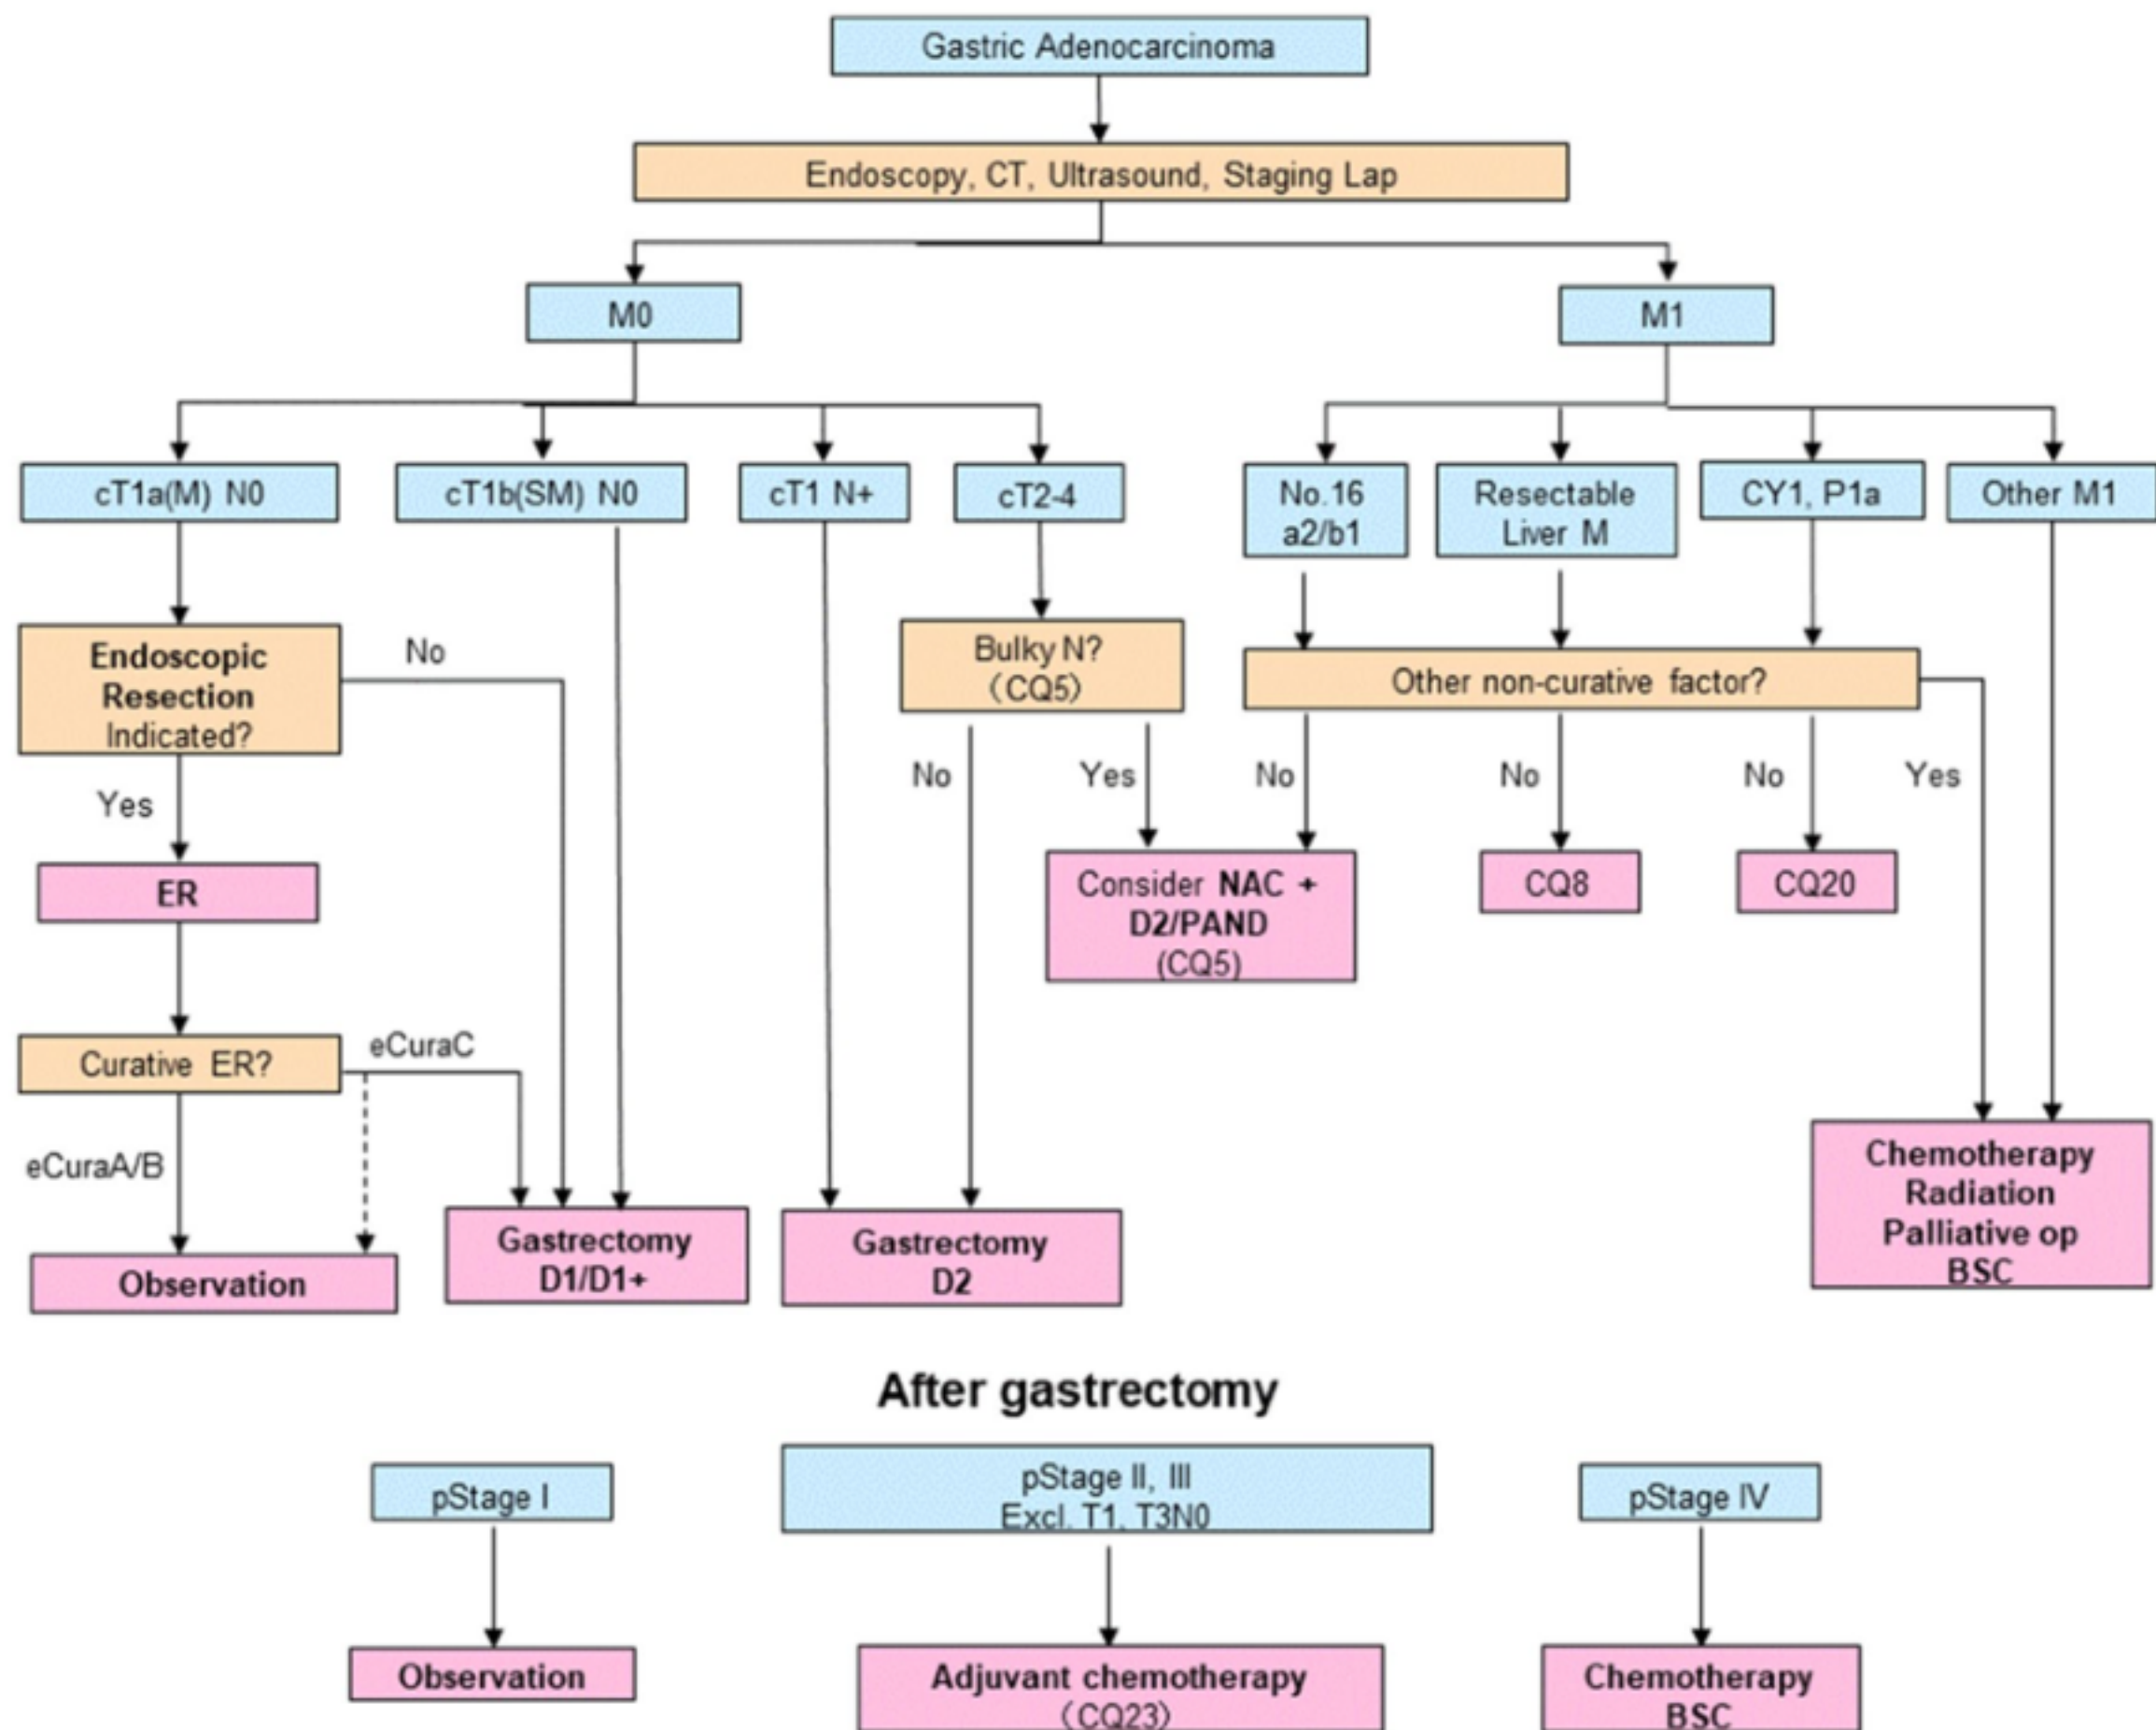 Gastric Adenocarcinoma
Endoscopy, CT, Ultrasound, Staging Lap
M0
M1
cT1a(M) N0
cT1b(SM) N0
cT1 N+
cT2-4
No.16
a2/b1
Resectable
Liver M
CY1, P1a
Other M1
Endoscopic
Resection
Indicated?
No
Bulky N?
(CQ5)
Other non-curative factor?
Yes
No
Yes
No
No
No
Yes
ER
Consider NAC +
D2/PAND
(CQ5)
CQ8
CQ20
Curative ER?
eCuraC
eCuraA/B
Observation
Gastrectomy
D1/D1+
Gastrectomy
D2
Chemotherapy
Radiation
Palliative op
BSC
After gastrectomy
pStage I
pStage II, III
Excl. T1, T3N0
pStage IV
Observation
Adjuvant chemotherapy
(CQ23)
Chemotherapy
BSC